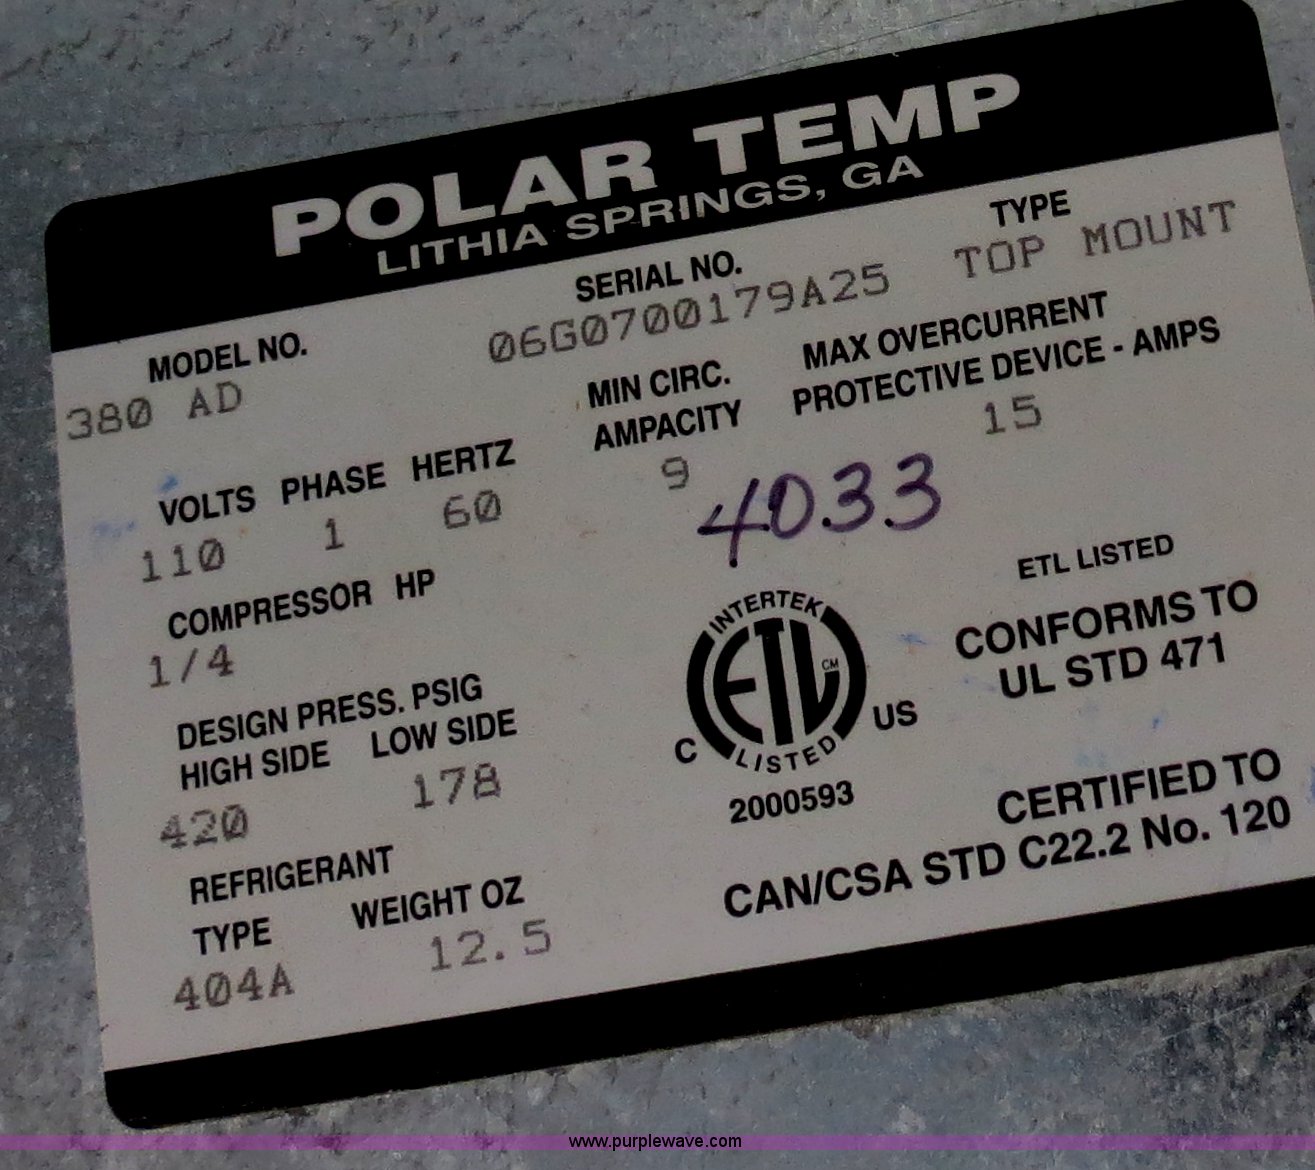 POLAR TEMP
LITHIA SPRINGS, GA
MODEL NO.
380 AD
SERIAL NO.
06G0700179A25
TYPE
TOP MOUNT
VOLTS PHASE HERTZ
110 1 60
MIN CIRC.
AMPACITY
9
MAX OVERCURRENT
PROTECTIVE DEVICE - AMPS
15
4033
COMPRESSOR HP
1/4
DESIGN PRESS. PSIG
HIGH SIDE LOW SIDE
420 178
REFRIGERANT
TYPE WEIGHT OZ
404A 12.5
INTERTEK
ETL CM
LISTED
C US
2000593
ETL LISTED
CONFORMS TO
UL STD 471
CERTIFIED TO
CAN/CSA STD C22.2 No. 120
www.purplewave.com